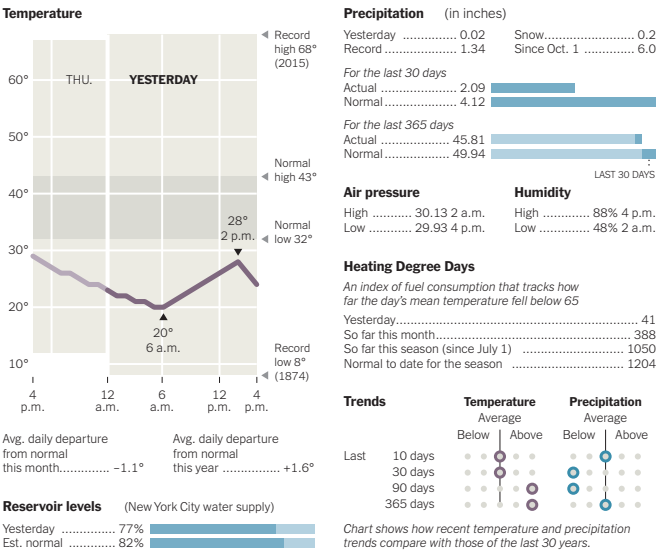 Temperature
Record
high 68°
(2015)
THU.
YESTERDAY
60°
50°
Normal
high 43°
40°
28°
2 p.m.
Normal
low 32°
30°
20°
20°
6 a.m.
Record
low 8°
(1874)
10°
4 12 6 12 4
p.m. a.m. a.m. p.m. p.m.
Avg. daily departure
from normal
this month.............. –1.1°
Avg. daily departure
from normal
this year ................ +1.6°
Reservoir levels (New York City water supply)
Yesterday ............... 77%
Est. normal ............. 82%
Precipitation (in inches)
Yesterday ............... 0.02
Record ................... 1.34
Snow...................... 0.2
Since Oct. 1 ............. 6.0
For the last 30 days
Actual .................... 2.09
Normal ................... 4.12
For the last 365 days
Actual .................. 45.81
Normal ................. 49.94
LAST 30 DAYS
Air pressure
High ............ 30.13 2 a.m.
Low ............ 29.93 4 p.m.
Humidity
High ............. 88% 4 p.m.
Low .............. 48% 2 a.m.
Heating Degree Days
An index of fuel consumption that tracks how
far the day's mean temperature fell below 65
Yesterday................................................ 41
So far this month...................................... 388
So far this season (since July 1) ................ 1050
Normal to date for the season .................. 1204
Trends
Temperature
Average
Below Above
Precipitation
Average
Below Above
Last 10 days
30 days
90 days
365 days
Chart shows how recent temperature and precipitation
trends compare with those of the last 30 years.